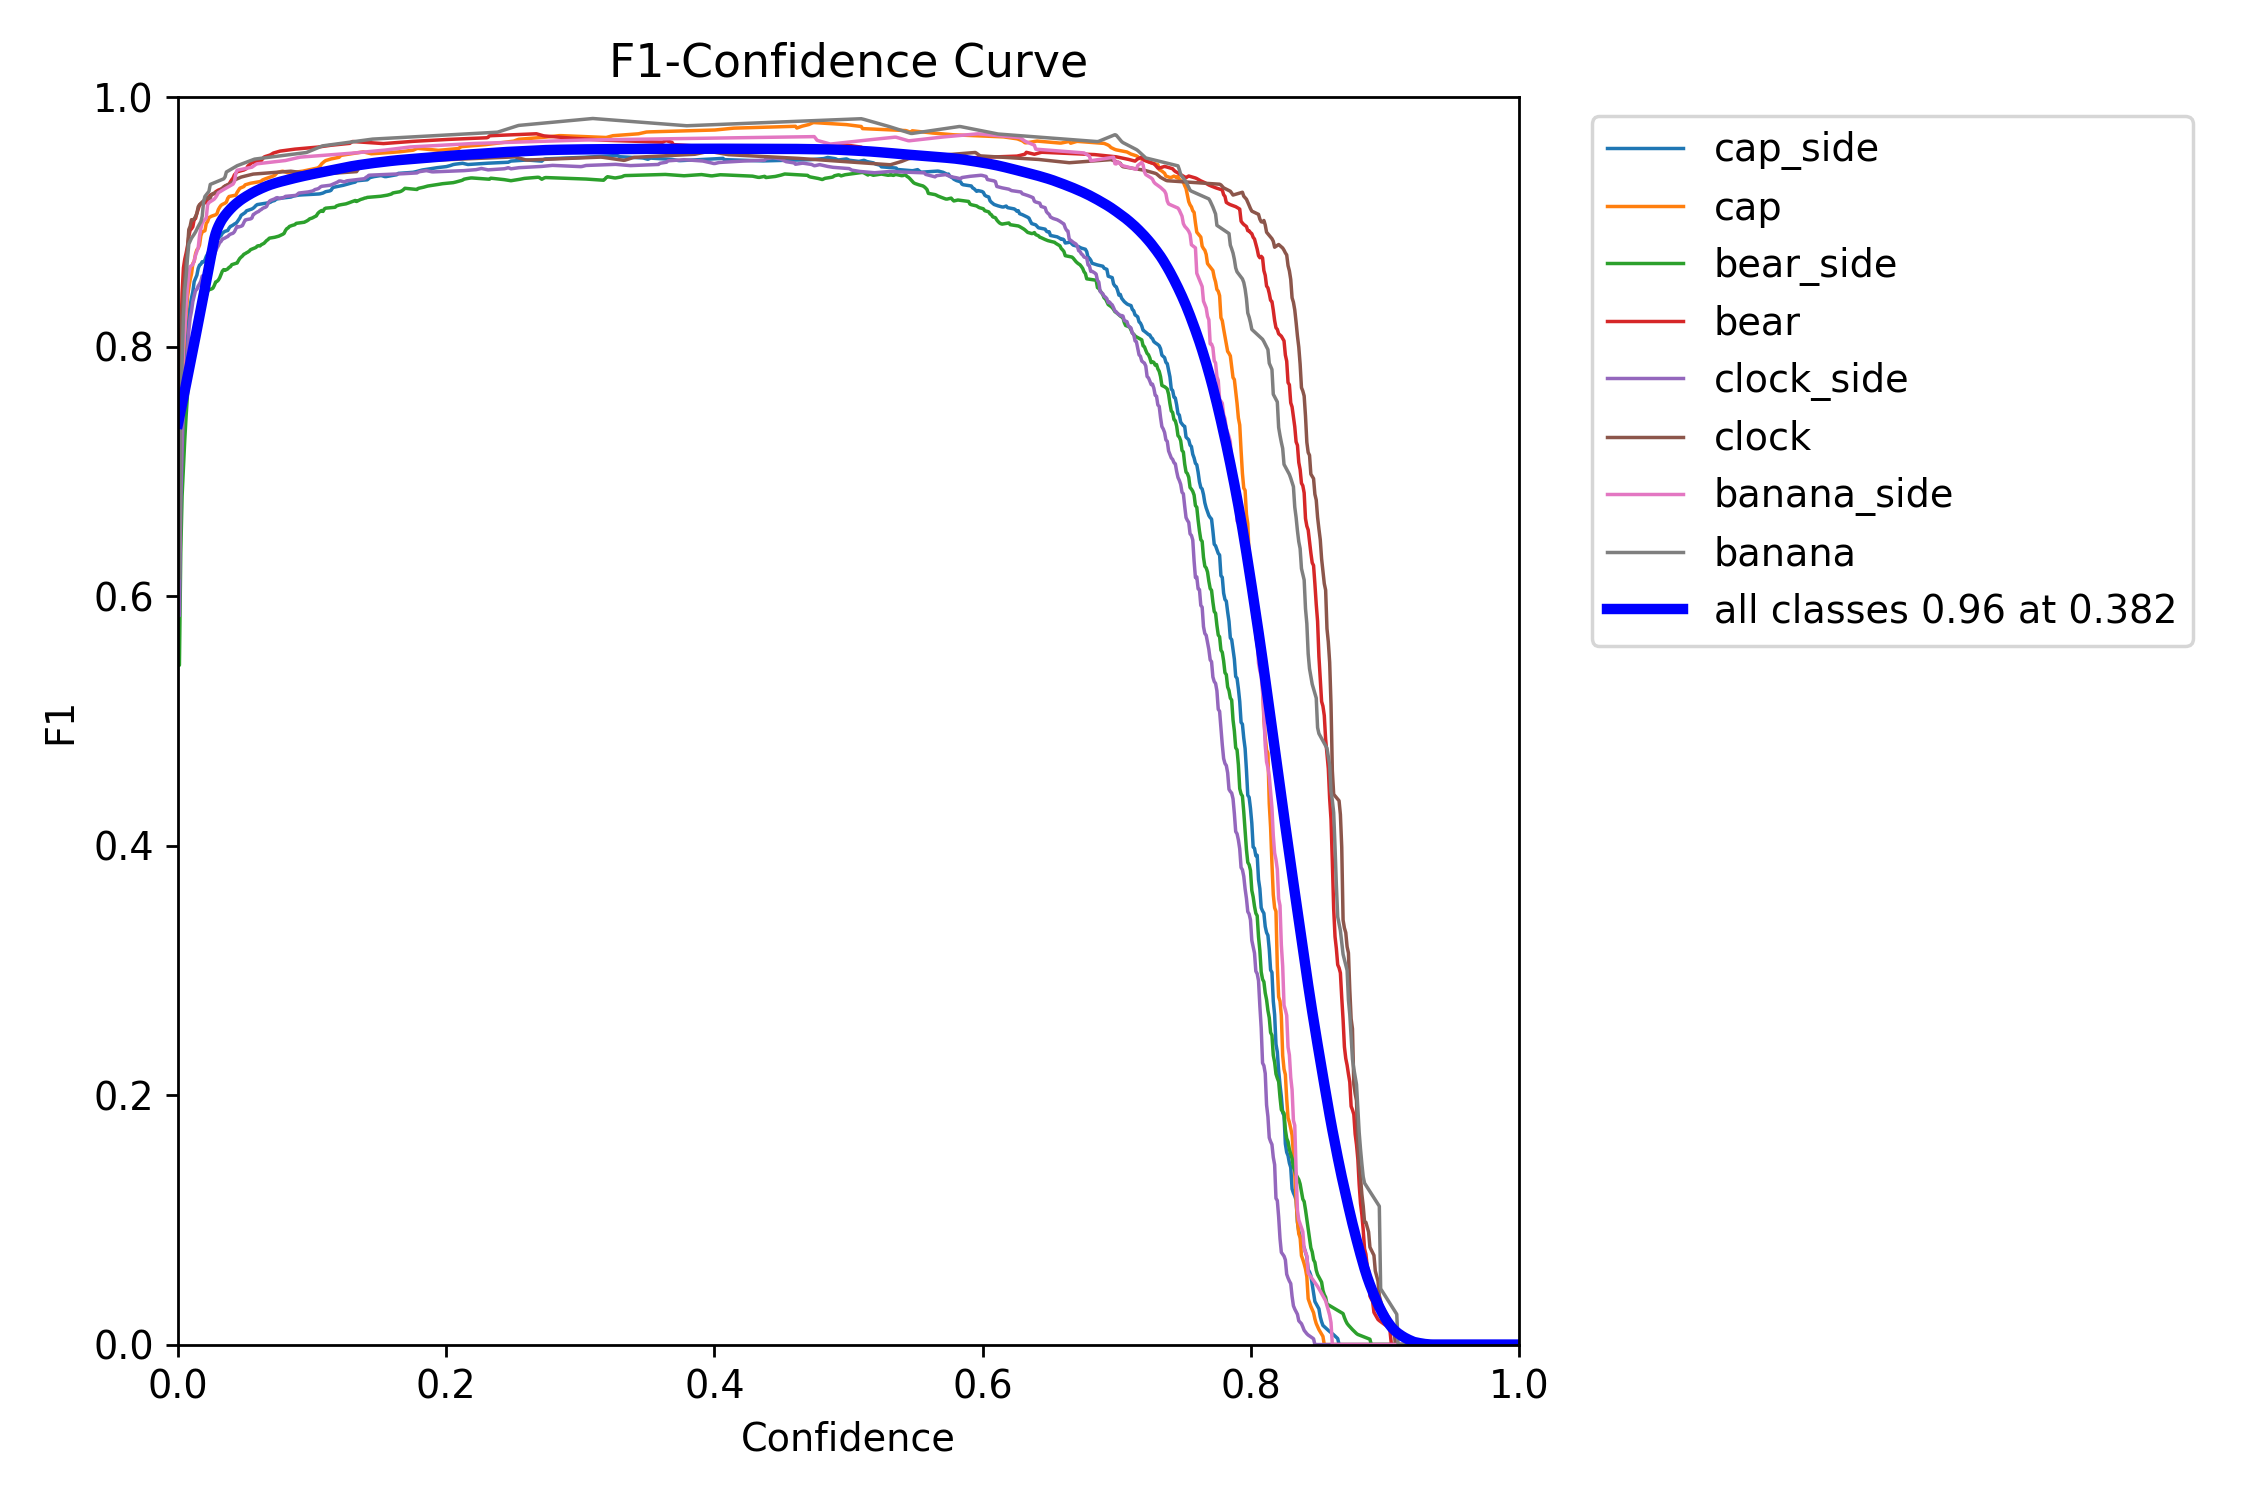 F1-Confidence Curve
1.0
0.8
0.6
0.4
0.2
0.0
F1
0.0 0.2 0.4 0.6 0.8 1.0
Confidence
cap_side
cap
bear_side
bear
clock_side
clock
banana_side
banana
all classes 0.96 at 0.382